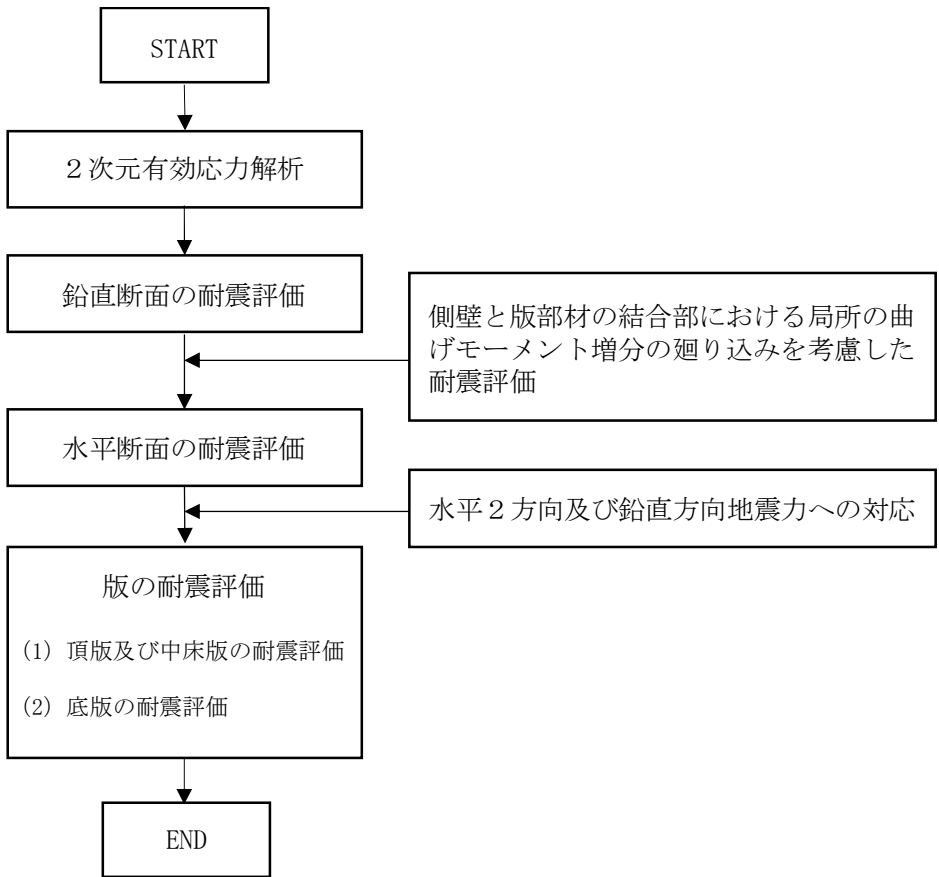 START
２次元有効応力解析
鉛直断面の耐震評価
側壁と版部材の結合部における局所の曲
げモーメント増分の廻り込みを考慮した
耐震評価
水平断面の耐震評価
水平２方向及び鉛直方向地震力への対応
版の耐震評価
(1) 頂版及び中床版の耐震評価
(2) 底版の耐震評価
END